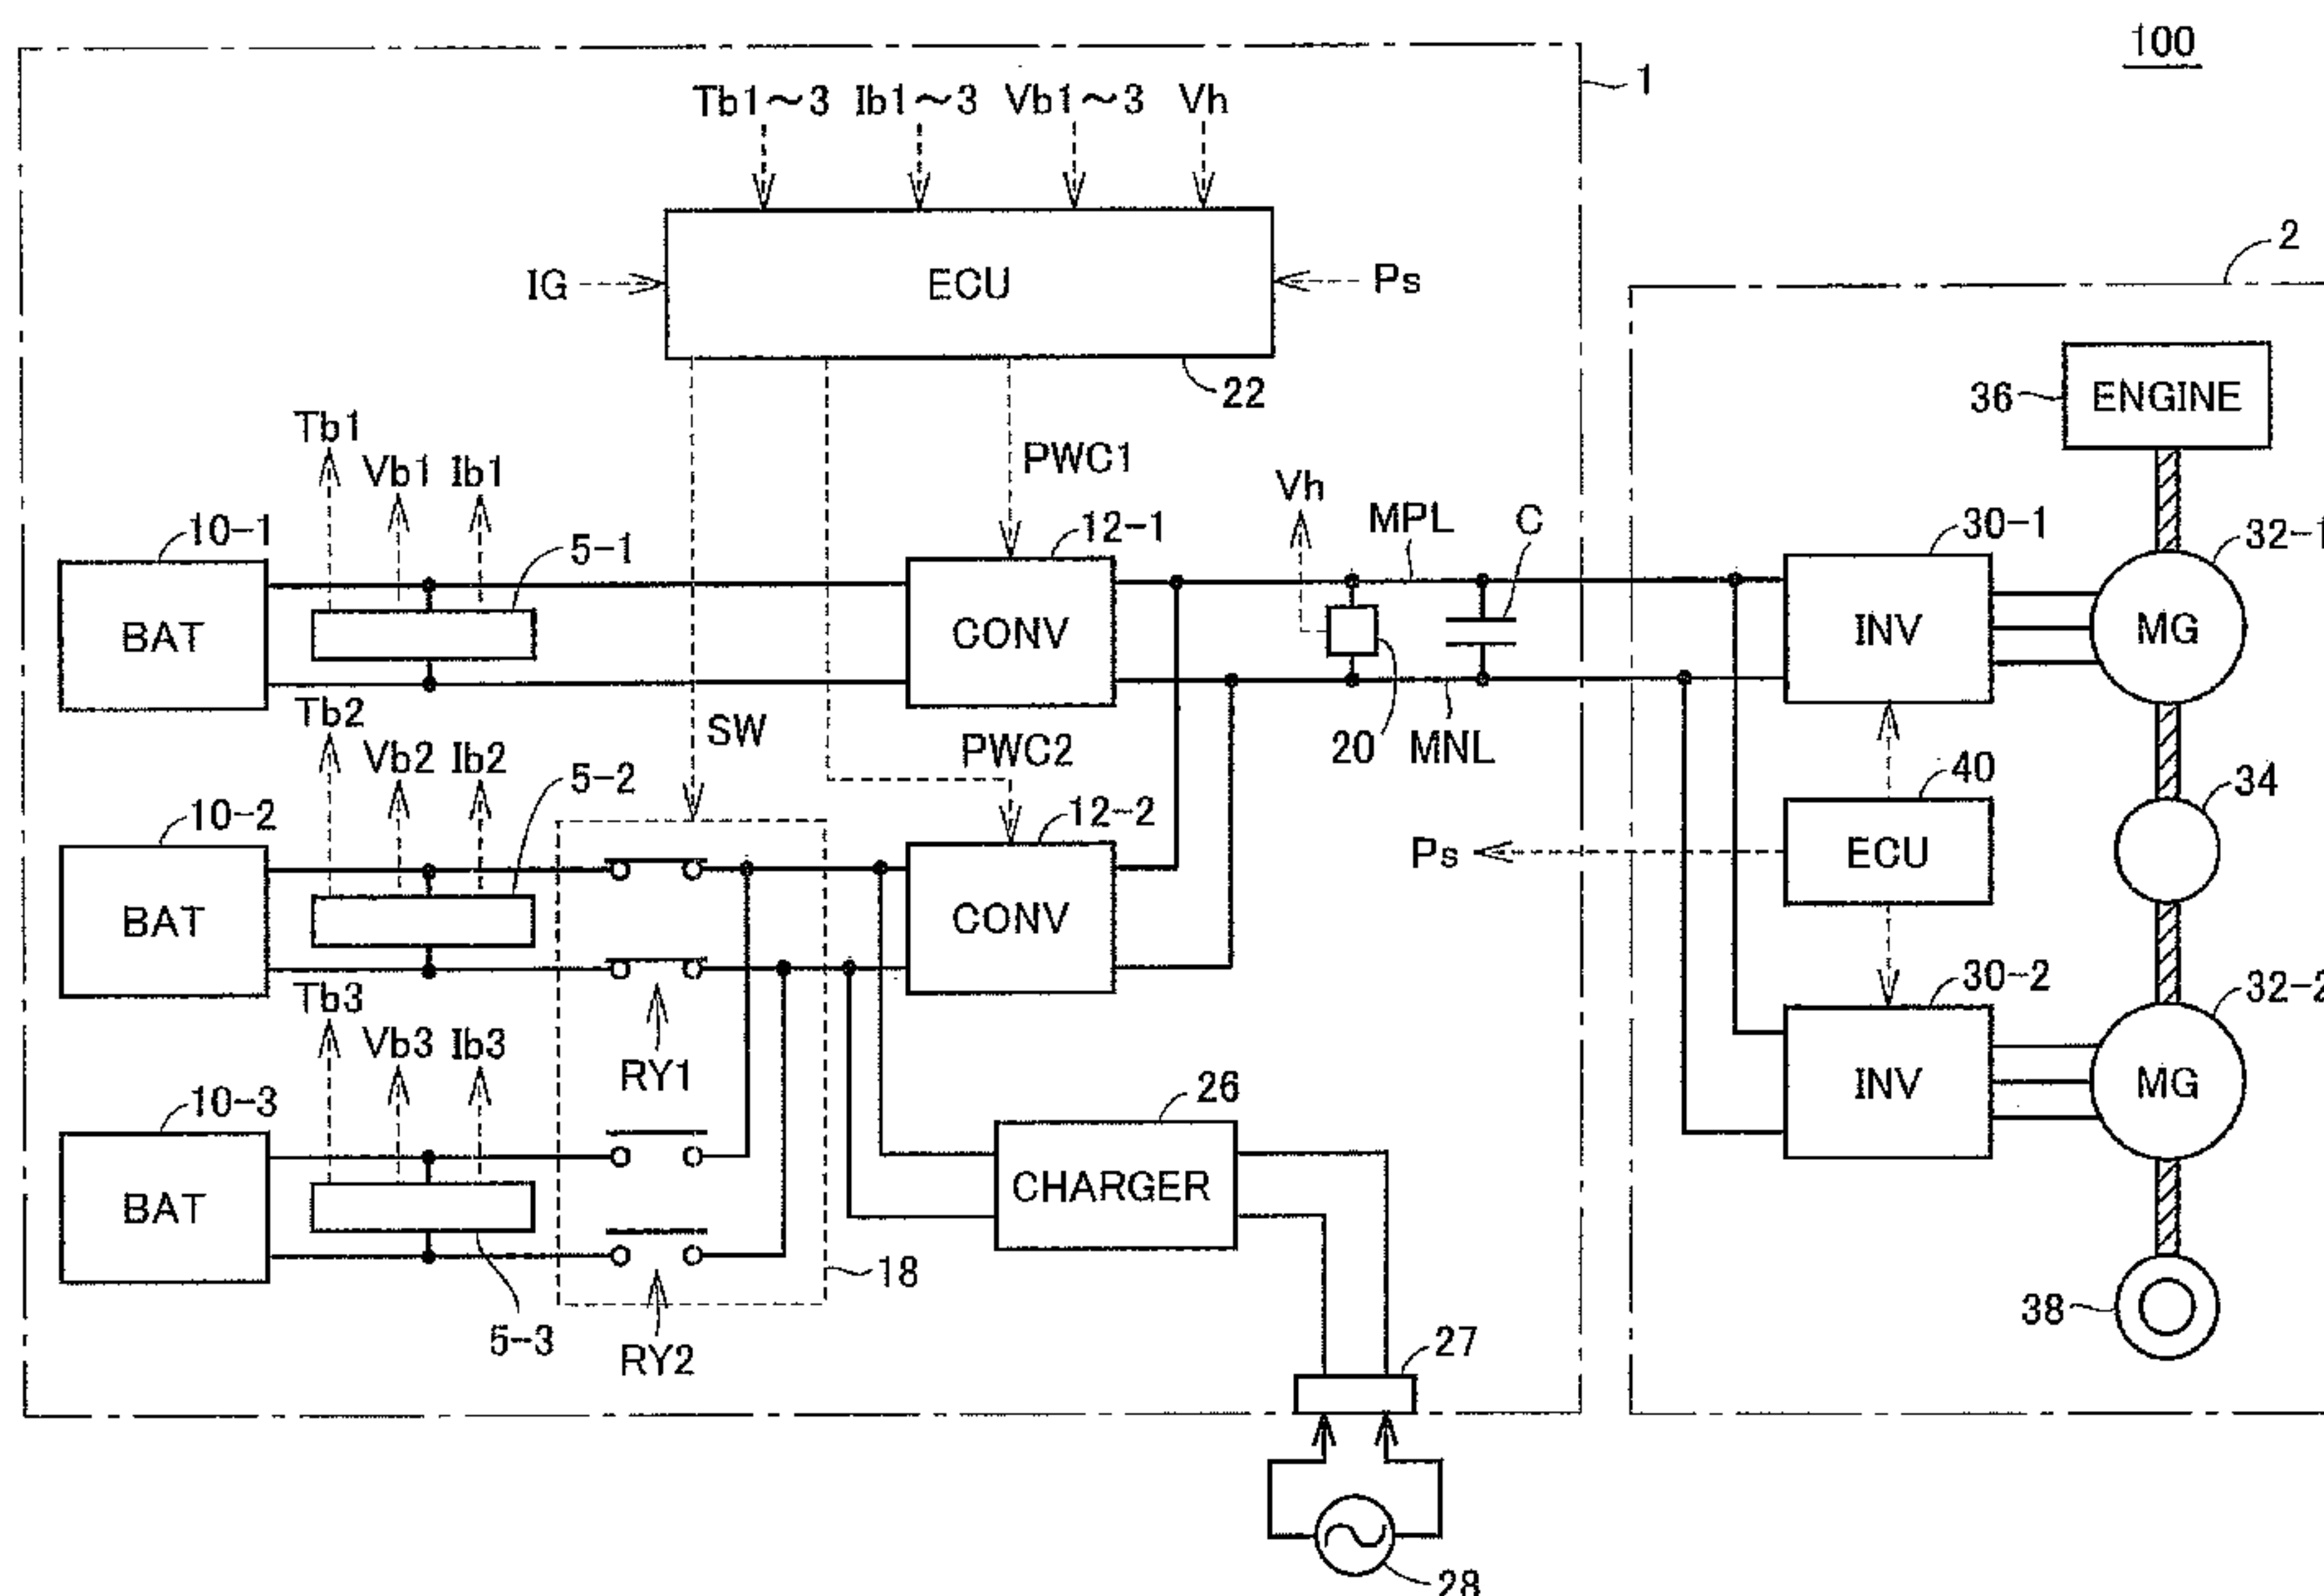 100
1
Tb1～3 Ib1～3 Vb1～3 Vh
2
IG ECU Ps
22
36 ENGINE
Tb1
Vb1 Ib1
PWC1
Vh
MPL C
10-1 5-1 12-1 30-1 32-1
BAT CONV INV MG
Tb2
SW
20 MNL
Vb2 Ib2
PWC2
5-2
40 34
10-2 12-2
Ps ECU
BAT CONV
Tb3
30-2 32-2
Vb3 Ib3
RY1
26
INV MG
10-3
BAT CHARGER
18
38
5-3
RY2
27
28